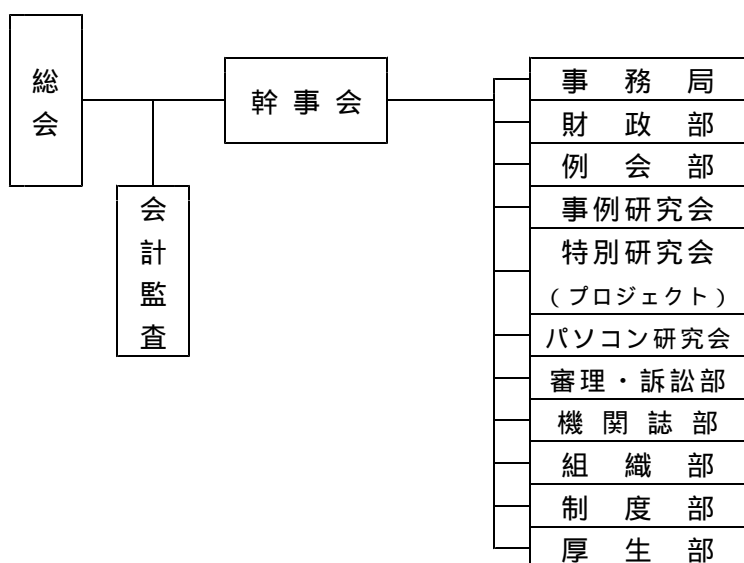 総会
会計監査
幹事会
事務局
財政部
例会部
事例研究会
特別研究会
(プロジェクト)
パソコン研究会
審理・訴訟部
機関誌部
組織部
制度部
厚生部